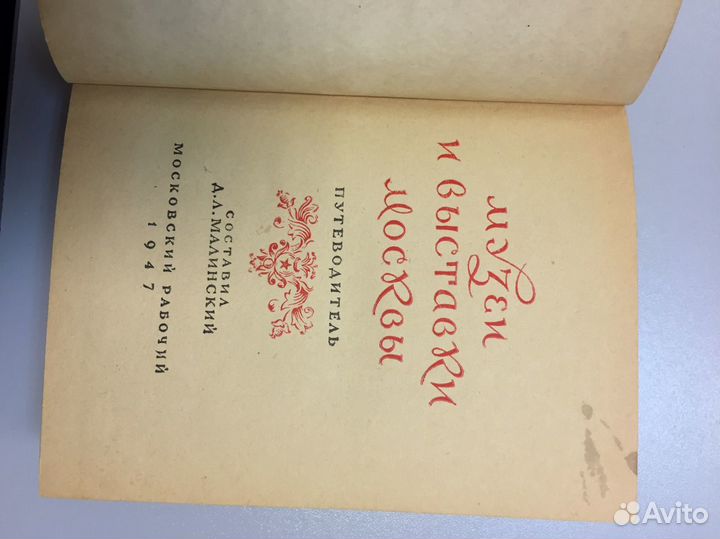 МУЗЕИ
И ВЫСТАВКИ
МОСКВЫ
ПУТЕВОДИТЕЛЬ
СОСТАВИЛ
Д.Л.МАЛИНСКИЙ
МОСКОВСКИЙ РАБОЧИЙ
1947
Avito